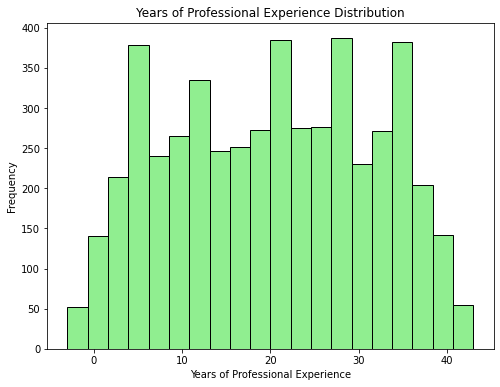 Years of Professional Experience Distribution
400
350
300
250
200
150
100
50
0
Frequency
0 10 20 30 40
Years of Professional Experience